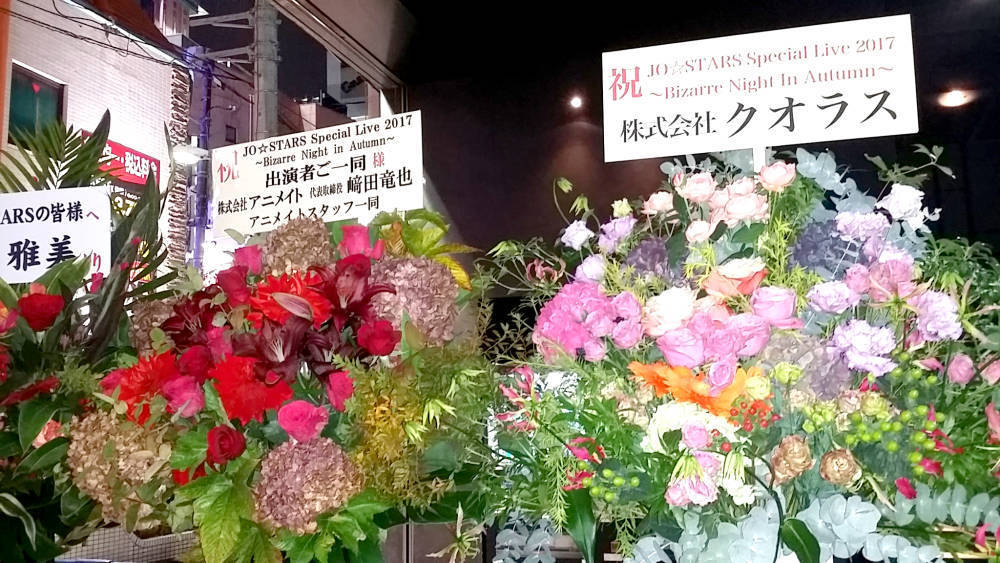 ARSの皆様へ
雅美
より
祝
JO☆STARS Special Live 2017
~Bizarre Night in Autumn~
出演者ご一同 様
株式会社 アニメイト 代表取締役 﨑田竜也
アニメイトスタッフ一同
祝
JO☆STARS Special Live 2017
~Bizarre Night In Autumn~
株式会社 クオラス